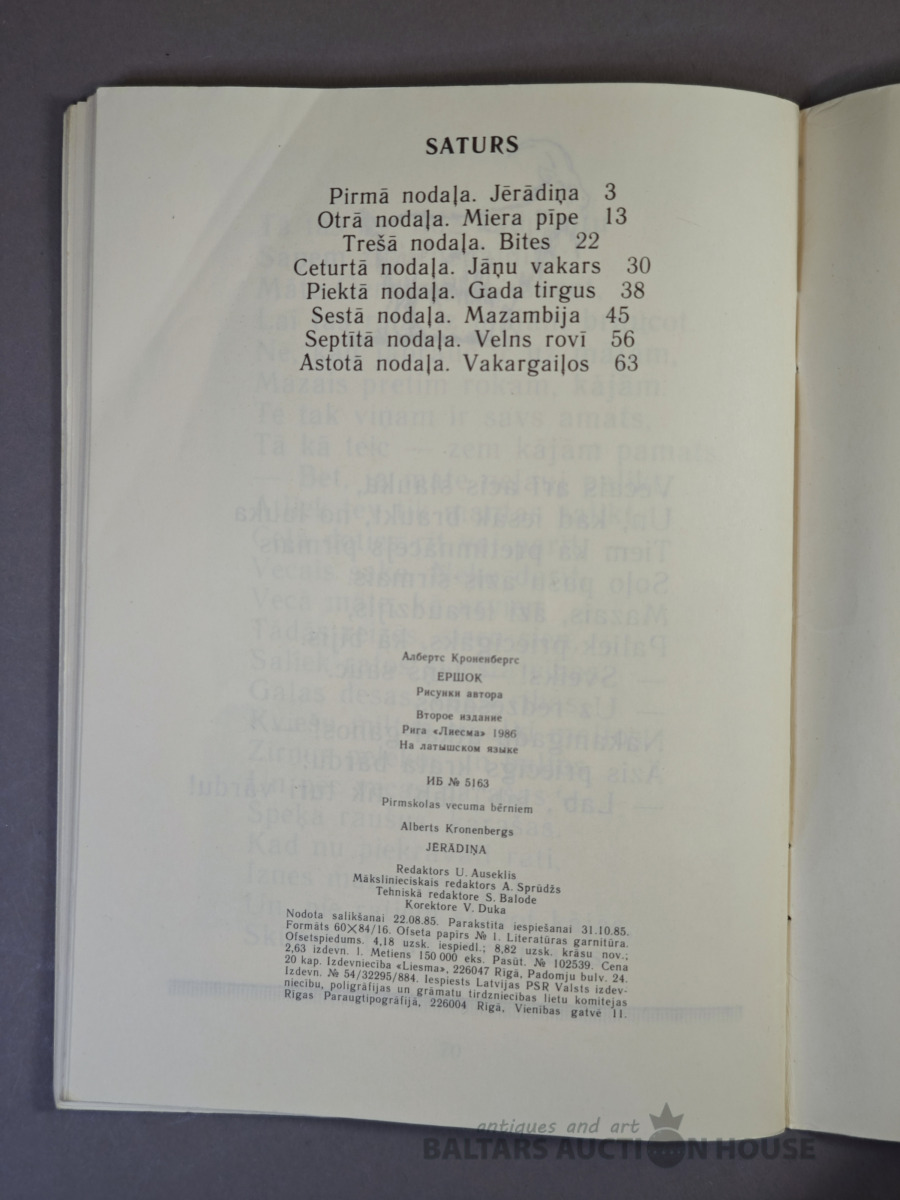 SATURS
Pirmā nodaļa. Jērādiņa 3
Otrā nodaļa. Miera pīpe 13
Trešā nodaļa. Bites 22
Ceturtā nodaļa. Jāņu vakars 30
Piektā nodaļa. Gada tirgus 38
Sestā nodaļa. Mazambija 45
Septītā nodaļa. Velns rovī 56
Astotā nodaļa. Vakargaiļos 63
Албертс Кроненбергс
ЕРШОК
Рисунки автора
Второе издание
Рига «Лиесма» 1986
На латышском языке
ИБ № 5163
Pirmskolas vecuma bērniem
Alberts Kronenbergs
JĒRĀDIŅA
Redaktors U. Auseklis
Mākslinieciskais redaktors A. Sprūdžs
Tehniskā redaktore S. Balode
Korektore V. Duka
Nodota salikšanai 22.08.85. Parakstīta iespiešanai 31.10.85.
Formāts 60×84/16. Ofseta papīrs № 1. Literatūras garnitūra.
Ofsetspiedums. 4,18 uzsk. iespiedl.; 8,82 uzsk. krāsu nov.;
2,63 izdevn. l. Metiens 150 000 eks. Pasūt. № 102539. Cena
20 kap. Izdevniecība «Liesma», 226047 Rīgā, Padomju bulv. 24.
Izdevn. № 54/32295/884. Iespiests Latvijas PSR Valsts izdev-
niecību, poligrāfijas un grāmatu tirdzniecības lietu komitejas
Rīgas Paraugtipogrāfijā, 226004 Rīgā, Vienības gatvē 11.
antiques and art
BALTARS AUCTION HOUSE